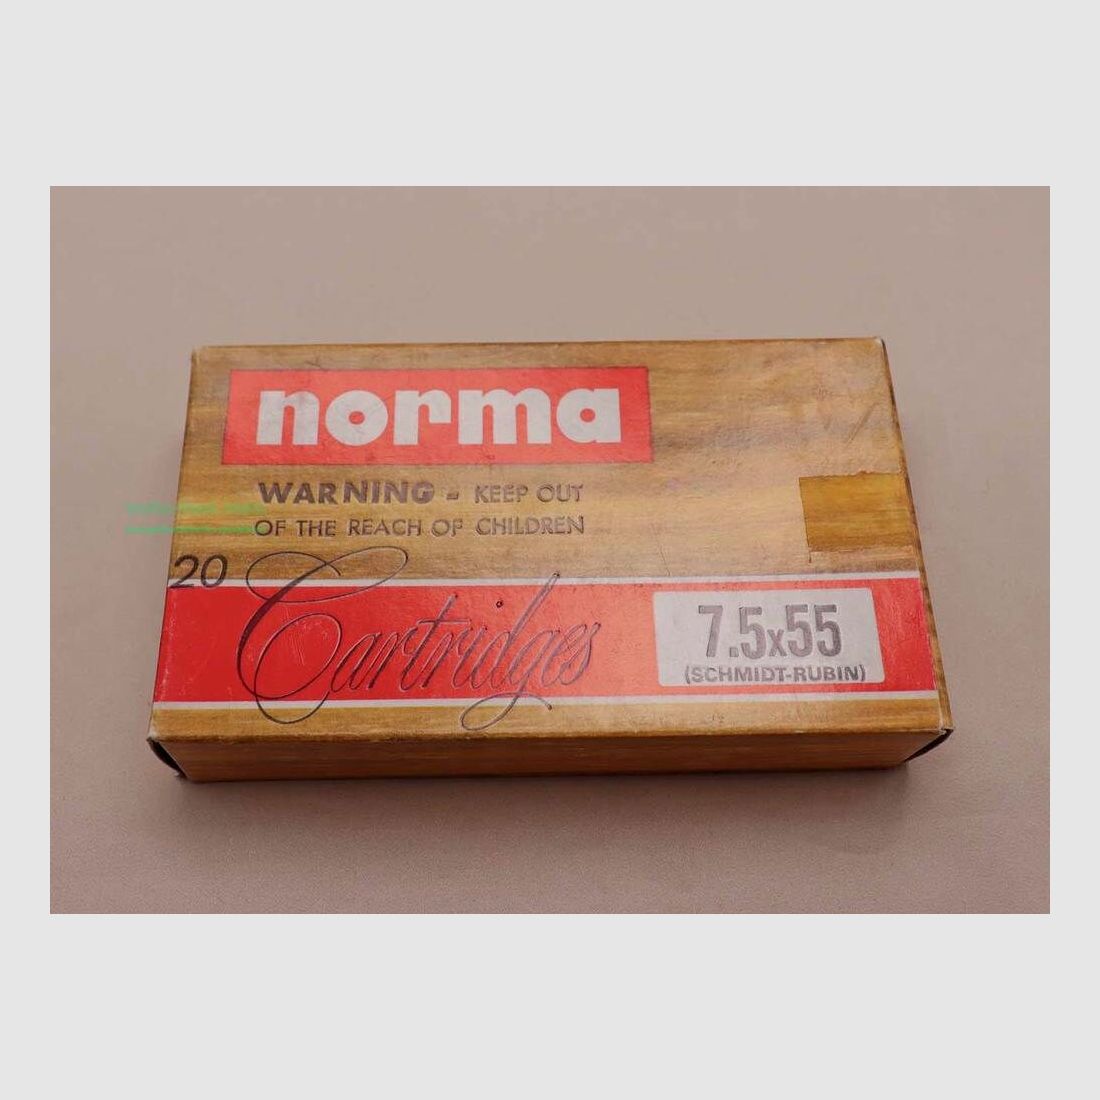 norma
WARNING - KEEP OUT
OF THE REACH OF CHILDREN
20
Cartridges
7.5x55
(SCHMIDT-RUBIN)